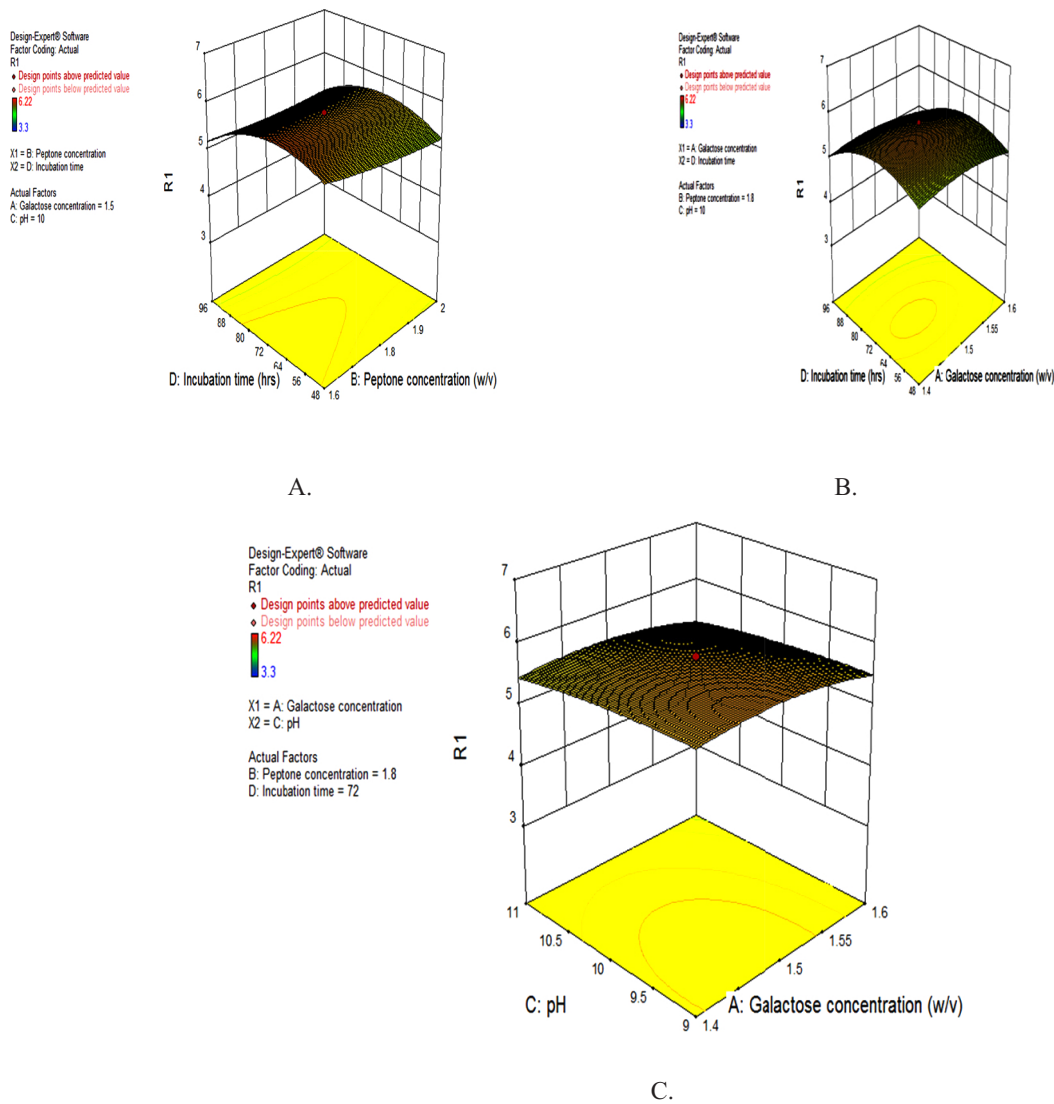 Design-Expert® Software
Factor Coding: Actual
R1
Design points above predicted value
Design points below predicted value
6.22
3.3
X1 = B: Peptone concentration
X2 = D: Incubation time
Actual Factors
A: Galactose concentration = 1.5
C: pH = 10
7
6
5
4
3
R1
96
88
80
72
64
56
48
1.6
1.8
1.9
2
D: Incubation time (hrs)
B: Peptone concentration (w/v)
A.
Design-Expert® Software
Factor Coding: Actual
R1
Design points above predicted value
Design points below predicted value
6.22
3.3
X1 = A: Galactose concentration
X2 = D: Incubation time
Actual Factors
B: Peptone concentration = 1.8
C: pH = 10
7
6
5
4
3
R1
96
88
80
72
64
56
48
1.4
1.5
1.55
1.6
D: Incubation time (hrs)
A: Galactose concentration (w/v)
B.
Design-Expert® Software
Factor Coding: Actual
R1
Design points above predicted value
Design points below predicted value
6.22
3.3
X1 = A: Galactose concentration
X2 = C: pH
Actual Factors
B: Peptone concentration = 1.8
D: Incubation time = 72
7
6
5
4
3
R1
11
10.5
10
9.5
9
1.4
1.5
1.55
1.6
C: pH
A: Galactose concentration (w/v)
C.